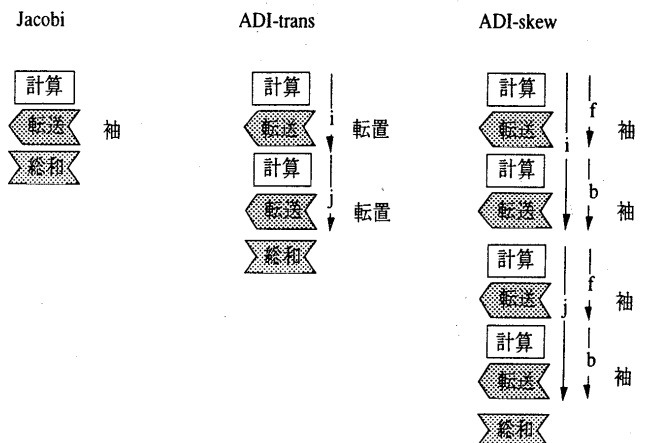 Jacobi
計算
転送 袖
総和
ADI-trans
計算
i
転送 転置
計算
j
転送 転置
総和
ADI-skew
計算
f
i
転送 袖
計算
b
転送 袖
計算
f
j
転送 袖
計算
b
転送 袖
総和